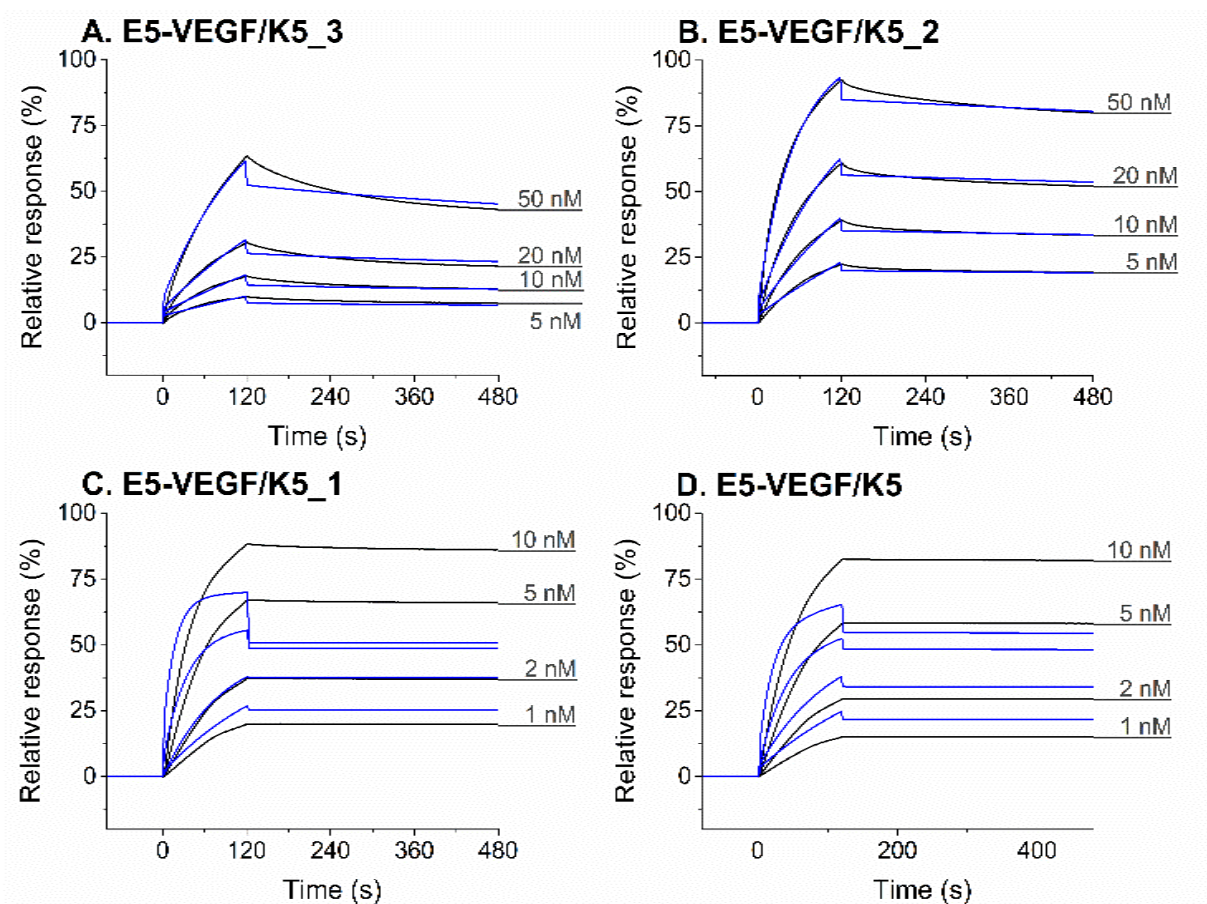 A. E5-VEGF/K5_3
100
75
50
25
0
Relative response (%)
50 nM
20 nM
10 nM
5 nM
0 120 240 360 480
Time (s)
B. E5-VEGF/K5_2
100
75
50
25
0
Relative response (%)
50 nM
20 nM
10 nM
5 nM
0 120 240 360 480
Time (s)
C. E5-VEGF/K5_1
100
75
50
25
0
Relative response (%)
10 nM
5 nM
2 nM
1 nM
0 120 240 360 480
Time (s)
D. E5-VEGF/K5
100
75
50
25
0
Relative response (%)
10 nM
5 nM
2 nM
1 nM
0 200 400
Time (s)